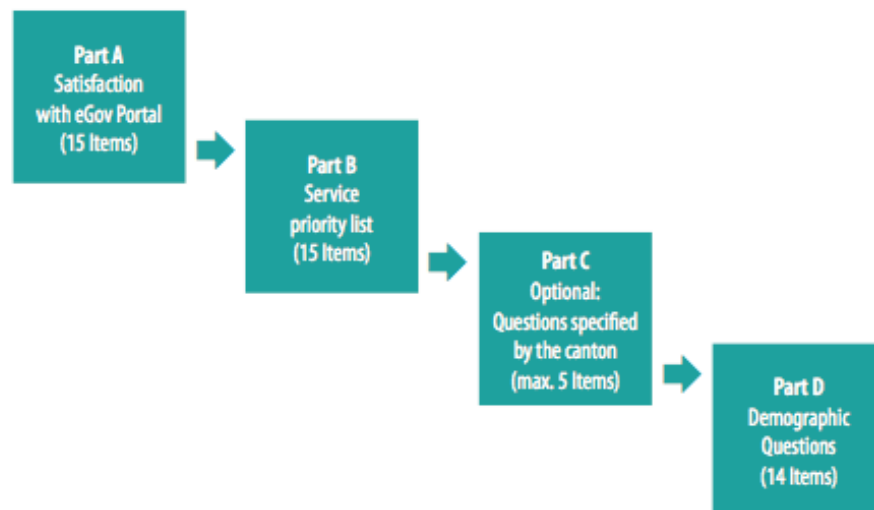 Part A
Satisfaction
with eGov Portal
(15 Items)
Part B
Service
priority list
(15 Items)
Part C
Optional:
Questions specified
by the canton
(max. 5 Items)
Part D
Demographic
Questions
(14 Items)